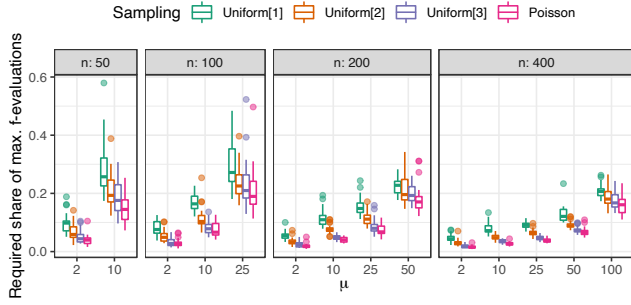 Sampling Uniform[1] Uniform[2] Uniform[3] Poisson
n: 50 n: 100 n: 200 n: 400
Required share of max. f-evaluations
0.6
0.4
0.2
0.0
2 10 2 10 25 2 10 25 50 2 10 25 50 100
μ